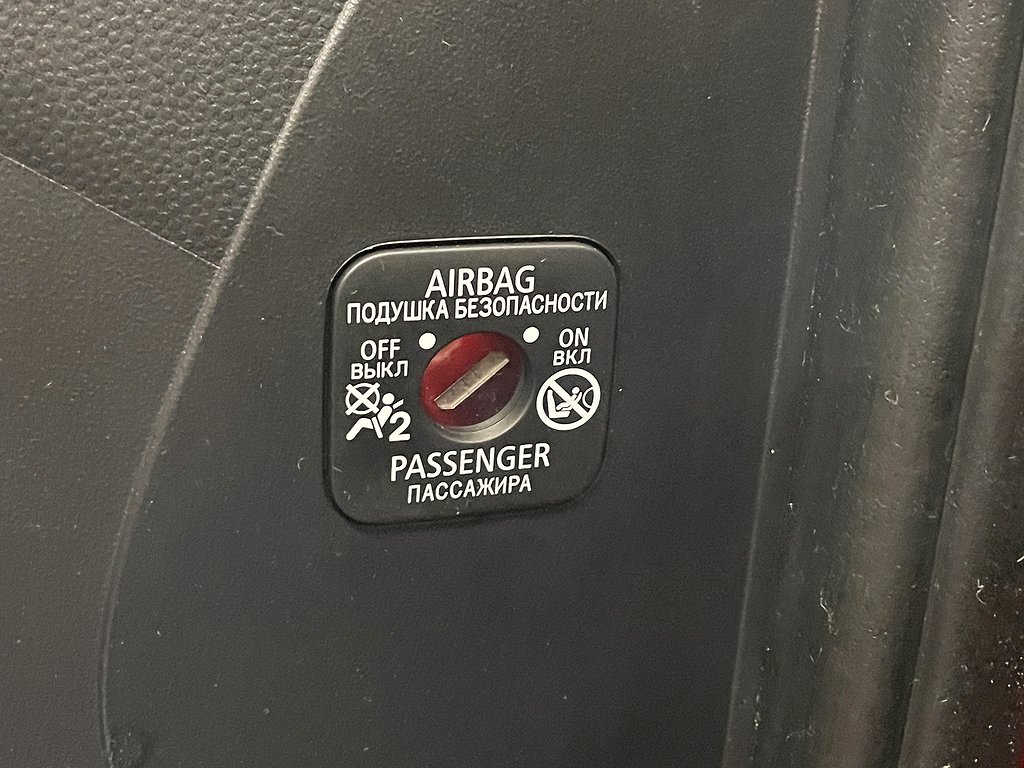 AIRBAG
ПОДУШКА БЕЗОПАСНОСТИ
OFF
ВЫКЛ
ON
ВКЛ
2
PASSENGER
ПАССАЖИРА